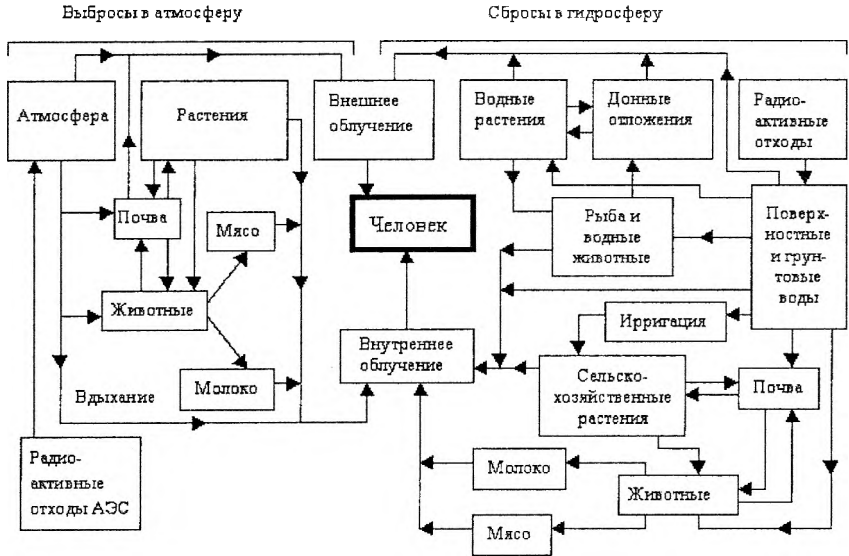 Выбросы в атмосферу
Сбросы в гидросферу
Атмосфера
Растения
Внешнее
облучение
Водные
растения
Донные
отложения
Радио-
активные
отходы
Почва
Мясо
Человек
Рыба и
водные
животные
Поверх-
ностные
и грун-
товые
воды
Животные
Ирригация
Внутреннее
облучение
Молоко
Вдыхание
Сельско-
хозяйственные
растения
Почва
Радио-
активные
отходы АЭС
Молоко
Животные
Мясо